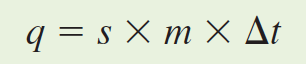 q = s × m × Δt